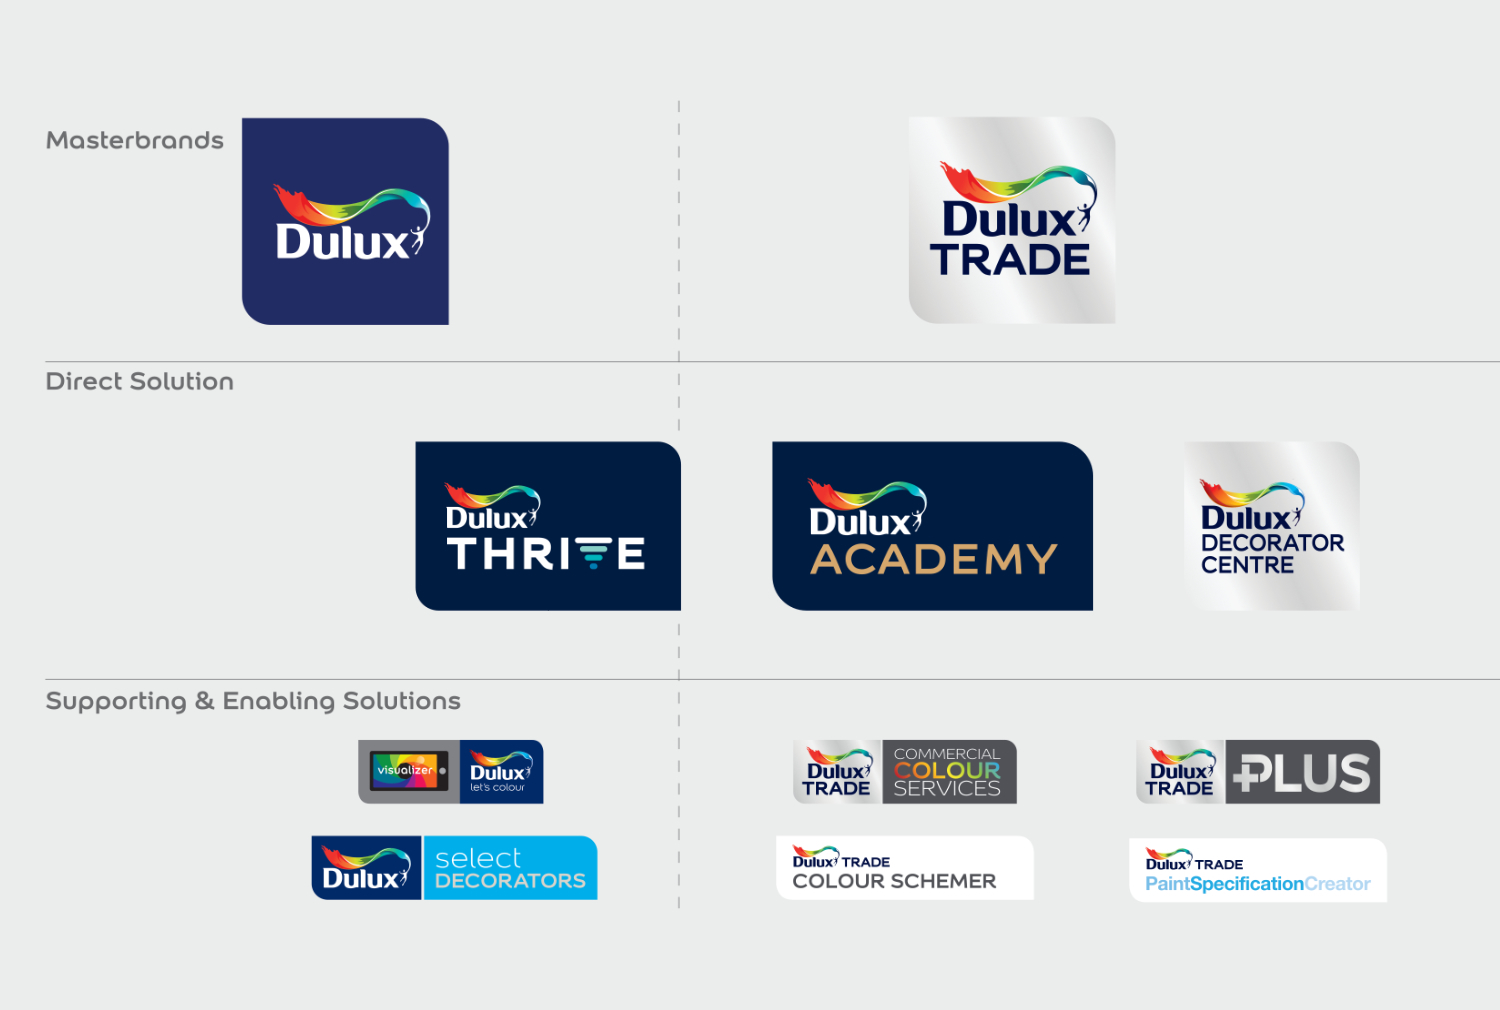 Masterbrands
Dulux
Dulux
TRADE
Direct Solution
Dulux
THRIVE
Dulux
ACADEMY
Dulux
DECORATOR
CENTRE
Supporting & Enabling Solutions
visualizer
Dulux
let's colour
Dulux
TRADE
COMMERCIAL
COLOUR
SERVICES
Dulux
TRADE
PLUS
Dulux
select
DECORATORS
Dulux TRADE
COLOUR SCHEMER
Dulux TRADE
PaintSpecificationCreator